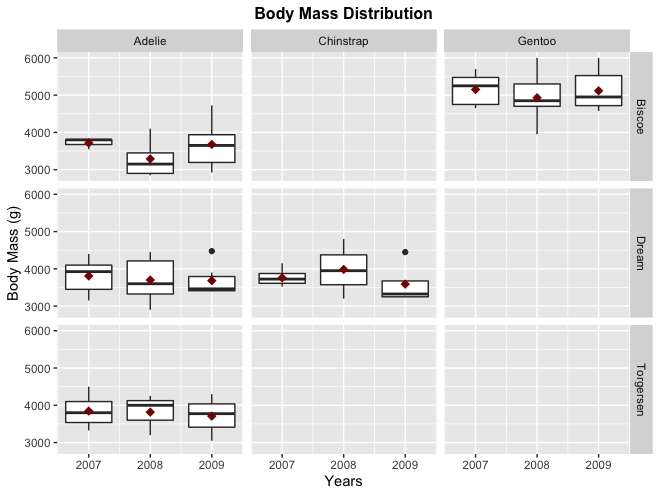 Body Mass Distribution
Adelie Chinstrap Gentoo
6000
5000
4000
3000
Biscoe
6000
5000
4000
3000
Dream
6000
5000
4000
3000
Torgersen
Body Mass (g)
2007 2008 2009 2007 2008 2009 2007 2008 2009
Years